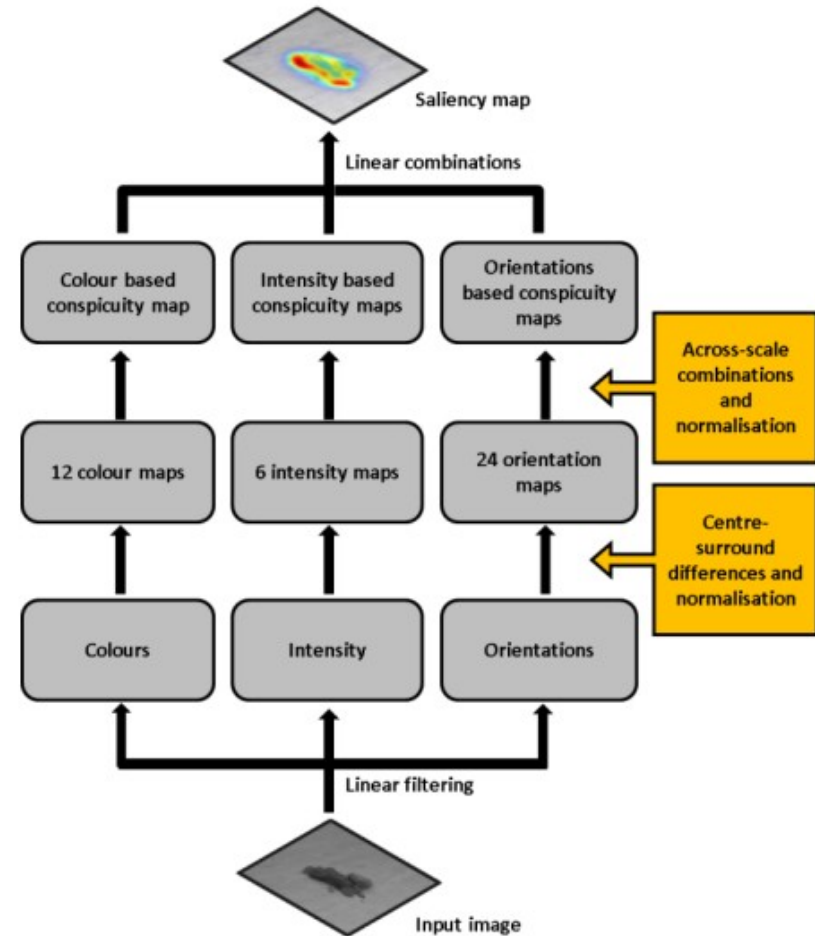 Saliency map
Linear combinations
Colour based
conspicuity map
Intensity based
conspicuity maps
Orientations
based conspicuity
maps
Across-scale
combinations
and
normalisation
12 colour maps
6 intensity maps
24 orientation
maps
Centre-
surround
differences and
normalisation
Colours
Intensity
Orientations
Linear filtering
Input image